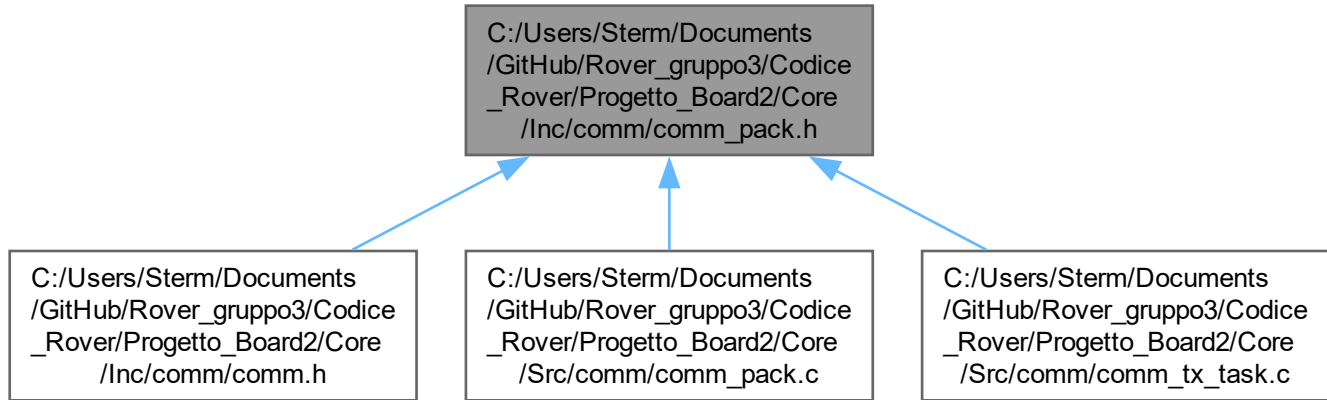 C:/Users/Sterm/Documents
/GitHub/Rover_gruppo3/Codice
_Rover/Progetto_Board2/Core
/Inc/comm/comm_pack.h
C:/Users/Sterm/Documents
/GitHub/Rover_gruppo3/Codice
_Rover/Progetto_Board2/Core
/Inc/comm/comm.h
C:/Users/Sterm/Documents
/GitHub/Rover_gruppo3/Codice
_Rover/Progetto_Board2/Core
/Src/comm/comm_pack.c
C:/Users/Sterm/Documents
/GitHub/Rover_gruppo3/Codice
_Rover/Progetto_Board2/Core
/Src/comm/comm_tx_task.c